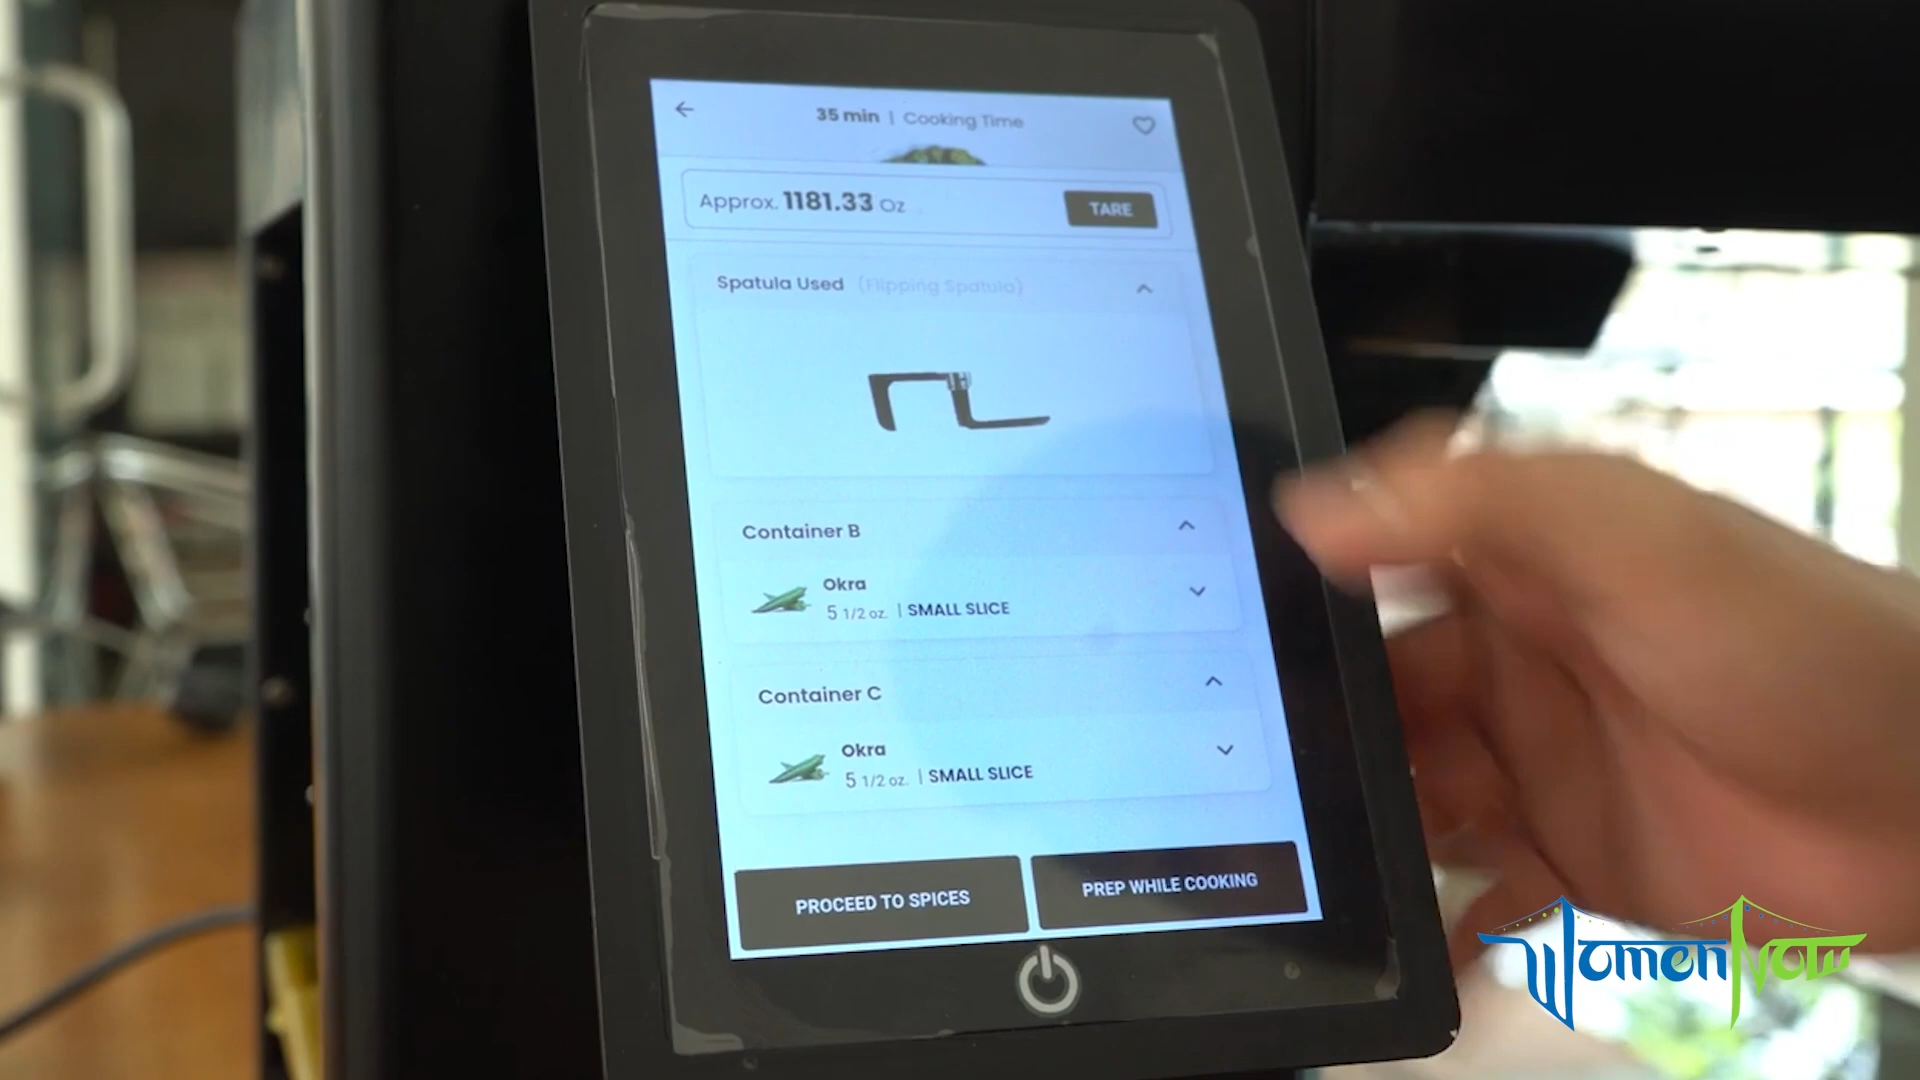 35 min | Cooking Time
Approx. 1181.33 Oz
TARE
Spatula Used (Flipping Spatula)
Container B
Okra
5 1/2 oz. | SMALL SLICE
Container C
Okra
5 1/2 oz. | SMALL SLICE
PROCEED TO SPICES
PREP WHILE COOKING
WomenNow